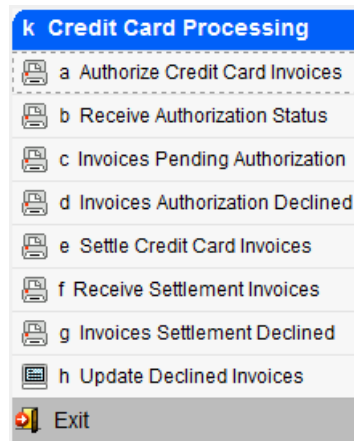 k Credit Card Processing
a Authorize Credit Card Invoices
b Receive Authorization Status
c Invoices Pending Authorization
d Invoices Authorization Declined
e Settle Credit Card Invoices
f Receive Settlement Invoices
g Invoices Settlement Declined
h Update Declined Invoices
Exit